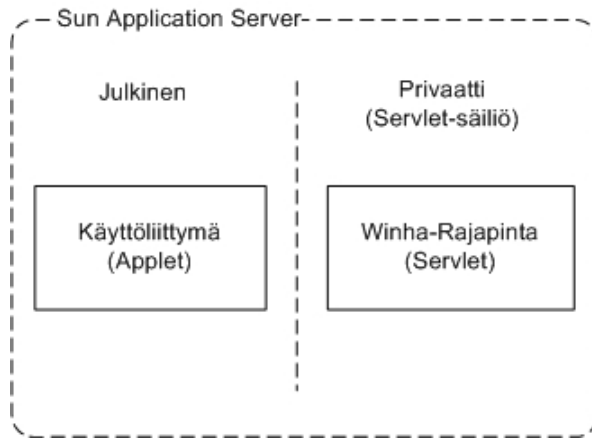 Sun Application Server
Julkinen
Privaatti
(Servlet-säiliö)
Käyttöliittymä
(Applet)
Winha-Rajapinta
(Servlet)